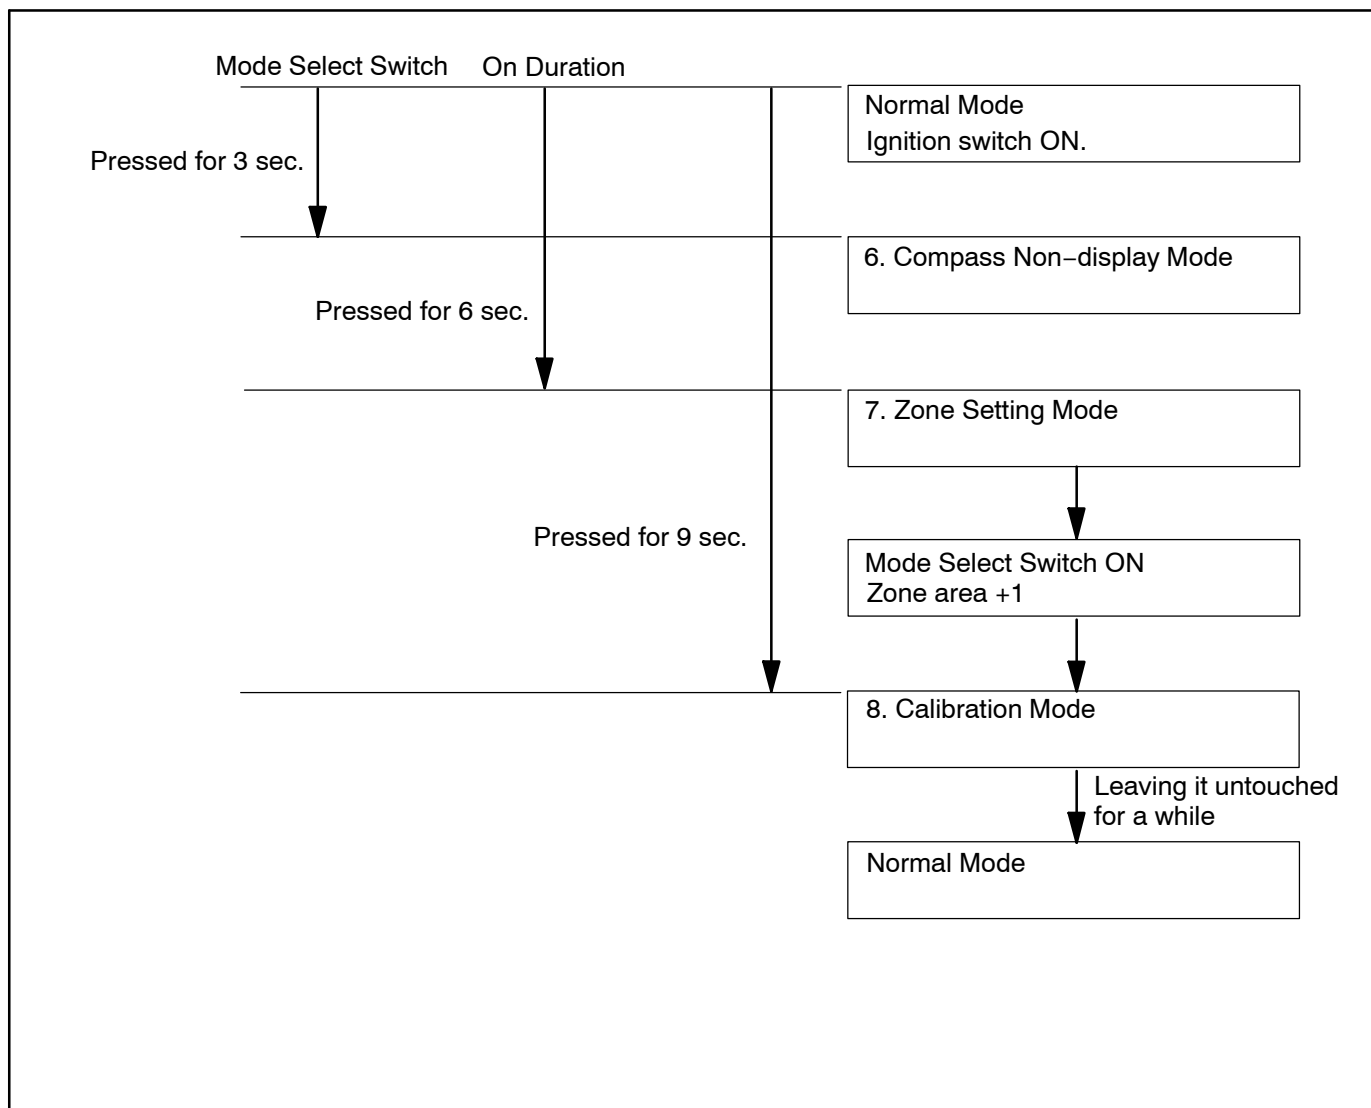 Mode Select Switch On Duration
Normal Mode
Ignition switch ON.
Pressed for 3 sec.
6. Compass Non−display Mode
Pressed for 6 sec.
7. Zone Setting Mode
Pressed for 9 sec.
Mode Select Switch ON
Zone area +1
8. Calibration Mode
Leaving it untouched
for a while
Normal Mode